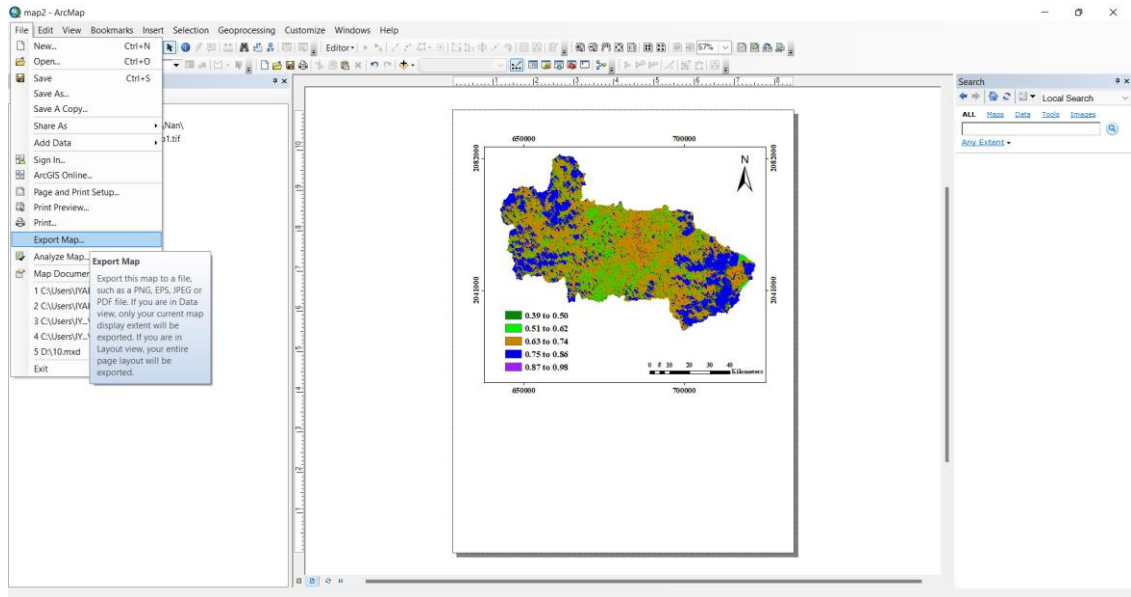 map2 - ArcMap
File Edit View Bookmarks Insert Selection Geoprocessing Customize Windows Help
Editor
57%
New... Ctrl+N
Open... Ctrl+O
Save Ctrl+S
Save As...
Save A Copy...
Share As
Add Data
Sign In...
ArcGIS Online...
Page and Print Setup...
Print Preview...
Print...
Export Map...
Analyze Map...
Map Documen
1 C:\Users\IYA
2 C:\Users\IYA
3 C:\Users\IY...\
4 C:\Users\IY...\
5 D:\10.mxd
Exit
\Nan\
Export Map
Export this map to a file,
such as a PNG, EPS, JPEG or
PDF file. If you are in Data
view, only your current map
display extent will be
exported. If you are in
Layout view, your entire
page layout will be
exported.
650000 700000
2082000 2082000
N
2041000 2041000
0.39 to 0.50
0.51 to 0.62
0.63 to 0.74
0.75 to 0.86
0.87 to 0.98
0 5 10 20 30 40
Kilometers
650000 700000
Search
Local Search
ALL Maps Data Tools Images
Any Extent